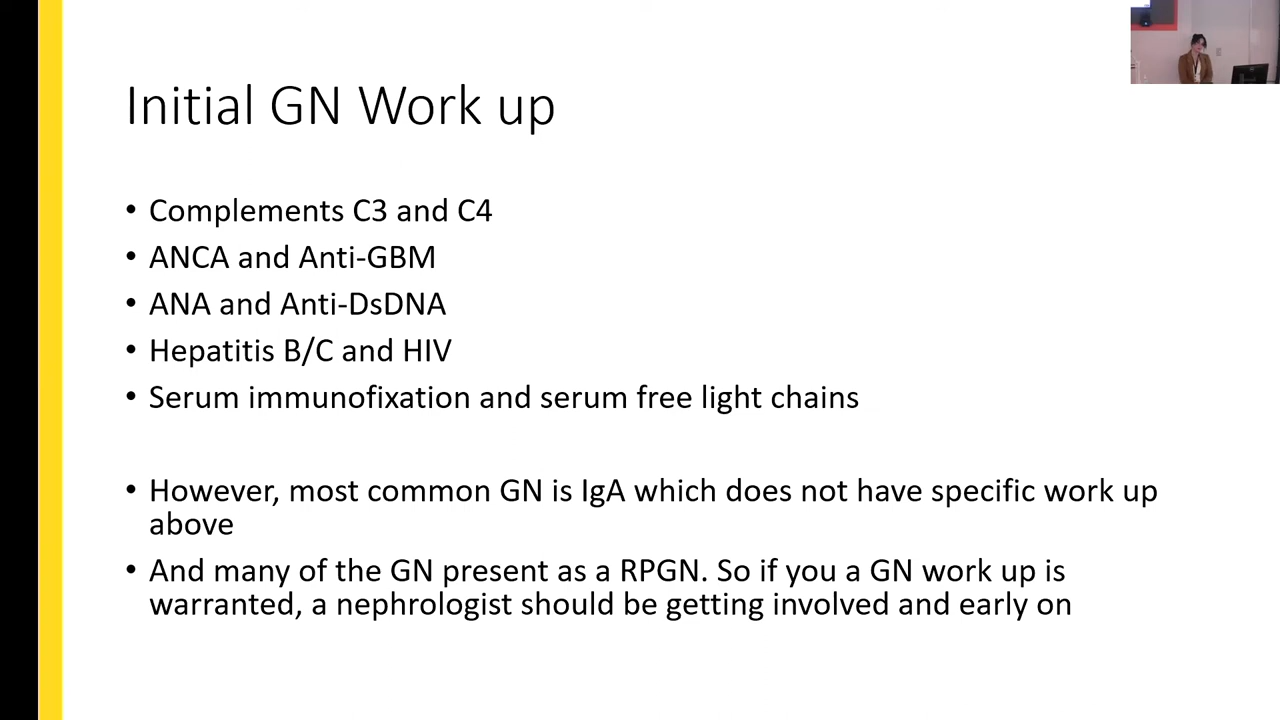 Initial GN Work up
• Complements C3 and C4
• ANCA and Anti-GBM
• ANA and Anti-DsDNA
• Hepatitis B/C and HIV
• Serum immunofixation and serum free light chains
• However, most common GN is IgA which does not have specific work up
above
• And many of the GN present as a RPGN. So if you a GN work up is
warranted, a nephrologist should be getting involved and early on